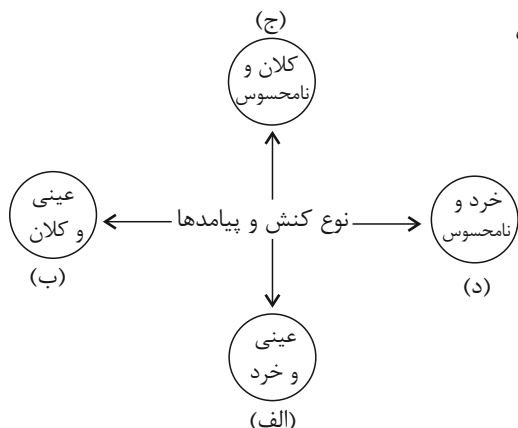 (ج)
کلان و
نامحسوس
عینی
و کلان
(ب)
نوع کنش و پیامدها
خرد و
نامحسوس
(د)
عینی
و خرد
(الف)